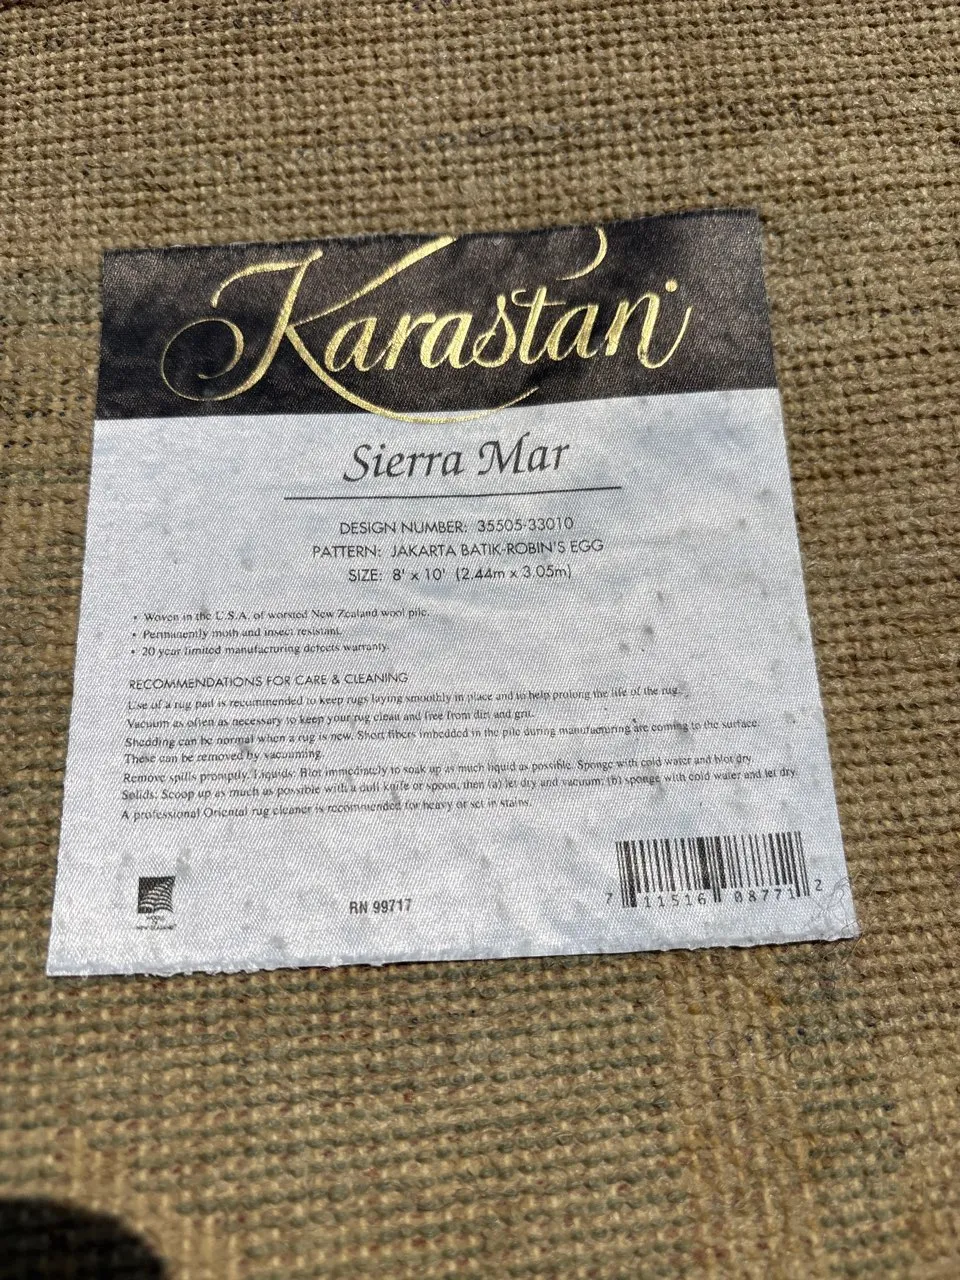 Karastan
Sierra Mar
DESIGN NUMBER: 35505-33010
PATTERN: JAKARTA BATIK-ROBIN'S EGG
SIZE: 8' x 10' (2.44m x 3.05m)
• Woven in the U.S.A. of worsted New Zealand wool pile.
• Permanently moth and insect resistant.
• 20 year limited manufacturing defects warranty.
RECOMMENDATIONS FOR CARE & CLEANING
Use of a rug pad is recommended to keep rugs laying smoothly in place and to help prolong the life of the rug.
Vacuum as often as necessary to keep your rug clean and free from dirt and grit.
Shedding can be normal when a rug is new. Short fibers imbedded in the pile during manufacturing are coming to the surface.
These can be removed by vacuuming.
Remove spills promptly. Liquids: Blot immediately to soak up as much liquid as possible. Sponge with cold water and blot dry.
Solids: Scoop up as much as possible with a dull knife or spoon, then (a) let dry and vacuum; (b) sponge with cold water and let dry.
A professional Oriental rug cleaner is recommended for heavy or set in stains.
NEW ZEALAND
RN 99717
7 11516 08771 2